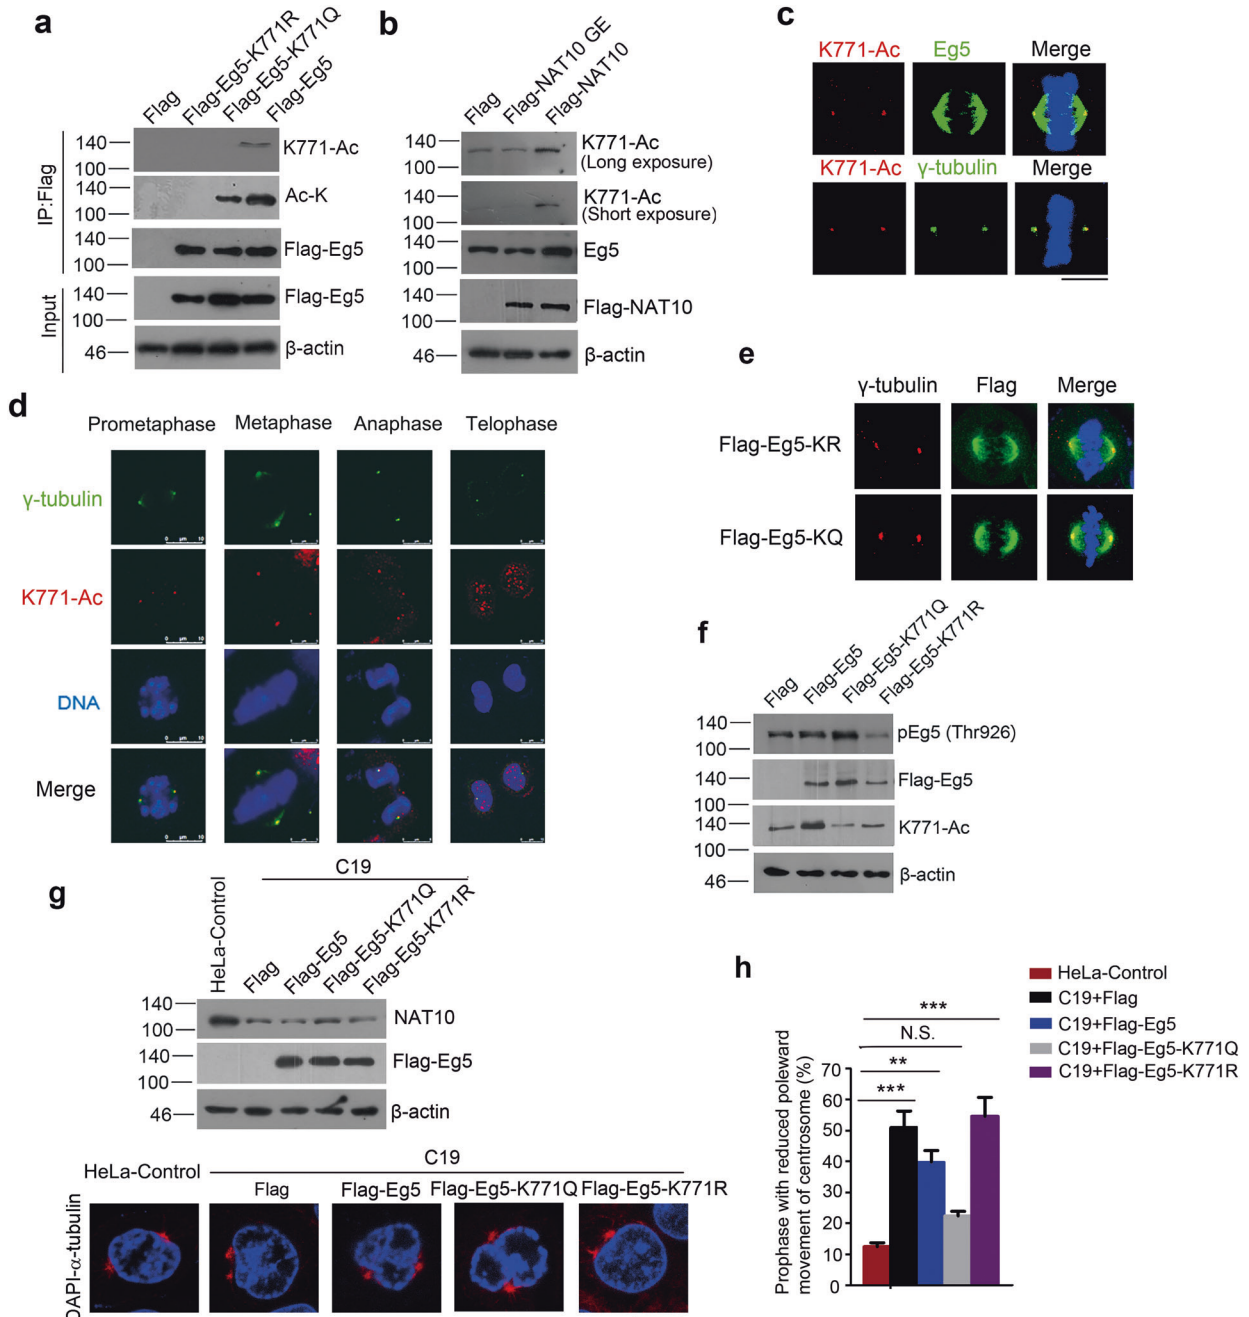 a
Flag
Flag-Eg5-K771R
Flag-Eg5-K771Q
Flag-Eg5
IP:Flag
Input
140
100
K771-Ac
140
100
Ac-K
140
100
Flag-Eg5
140
100
Flag-Eg5
46
β-actin
b
Flag
Flag-NAT10 GE
Flag-NAT10
140
100
K771-Ac
(Long exposure)
140
100
K771-Ac
(Short exposure)
140
100
Eg5
140
100
Flag-NAT10
46
β-actin
c
K771-Ac Eg5 Merge
K771-Ac γ-tubulin Merge
d
Prometaphase Metaphase Anaphase Telophase
γ-tubulin
K771-Ac
DNA
Merge
e
γ-tubulin Flag Merge
Flag-Eg5-KR
Flag-Eg5-KQ
f
Flag
Flag-Eg5
Flag-Eg5-K771Q
Flag-Eg5-K771R
140
100
pEg5 (Thr926)
140
100
Flag-Eg5
140
100
K771-Ac
46
β-actin
g
C19
HeLa-Control
Flag
Flag-Eg5
Flag-Eg5-K771Q
Flag-Eg5-K771R
140
100
NAT10
140
100
Flag-Eg5
46
β-actin
HeLa-Control
C19
Flag Flag-Eg5 Flag-Eg5-K771Q Flag-Eg5-K771R
DAPI-α-tubulin
h
HeLa-Control
C19+Flag
C19+Flag-Eg5
C19+Flag-Eg5-K771Q
C19+Flag-Eg5-K771R
***
N.S.
**
***
Prophase with reduced poleward
movement of centrosome (%)
70
60
50
40
30
20
10
0